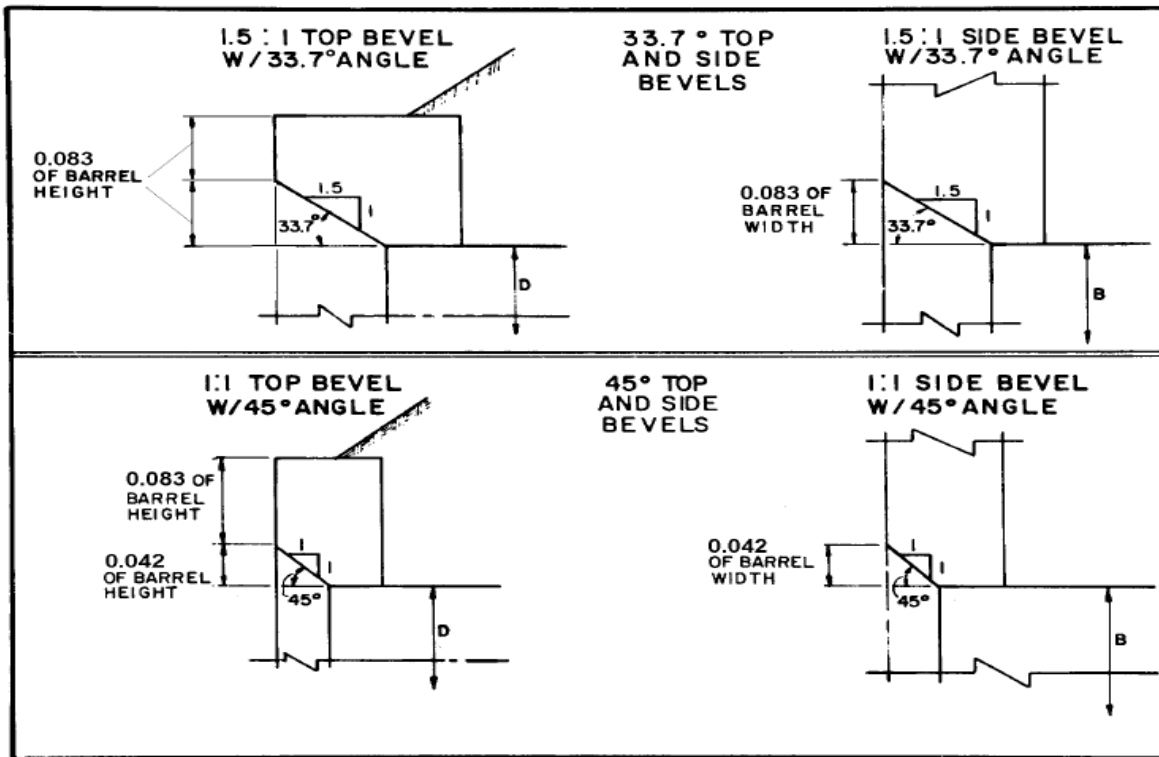 1.5 : 1 TOP BEVEL
W/33.7° ANGLE
33.7° TOP
AND SIDE
BEVELS
1.5 : 1 SIDE BEVEL
W/33.7° ANGLE
0.083
OF BARREL
HEIGHT
1.5
1
33.7°
D
0.083 OF
BARREL
WIDTH
1.5
1
33.7°
B
1:1 TOP BEVEL
W/45° ANGLE
45° TOP
AND SIDE
BEVELS
1:1 SIDE BEVEL
W/45° ANGLE
0.083 OF
BARREL
HEIGHT
0.042
OF BARREL
HEIGHT
1
1
45°
D
0.042
OF BARREL
WIDTH
1
1
45°
B